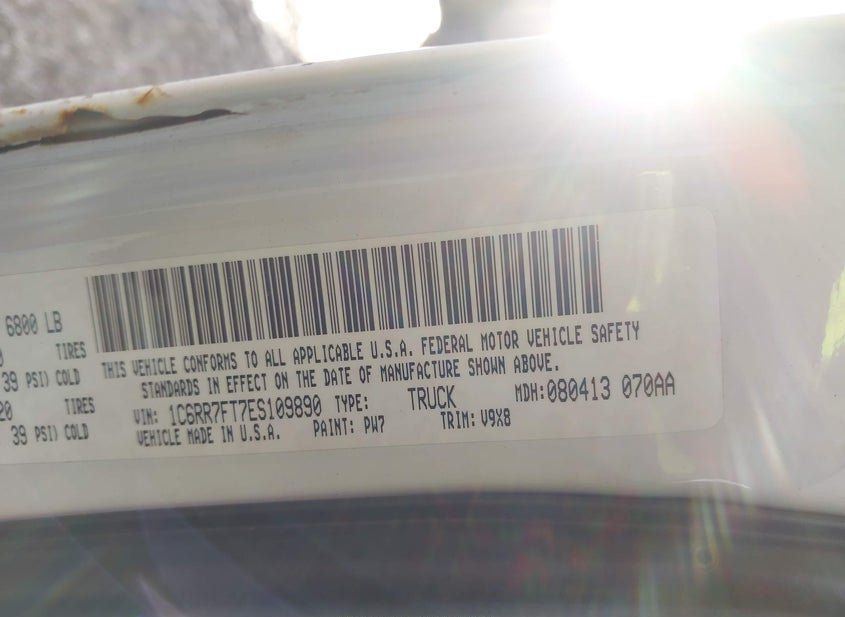 6800 LB
TIRES
39 PSI) COLD
20 TIRES
39 PSI) COLD
THIS VEHICLE CONFORMS TO ALL APPLICABLE U.S.A. FEDERAL MOTOR VEHICLE SAFETY
STANDARDS IN EFFECT ON THE DATE OF MANUFACTURE SHOWN ABOVE.
VIN: 1C6RR7FT7ES109890 TYPE: TRUCK MDH:080413 070AA
VEHICLE MADE IN U.S.A. PAINT: PW7 TRIM: V9X8